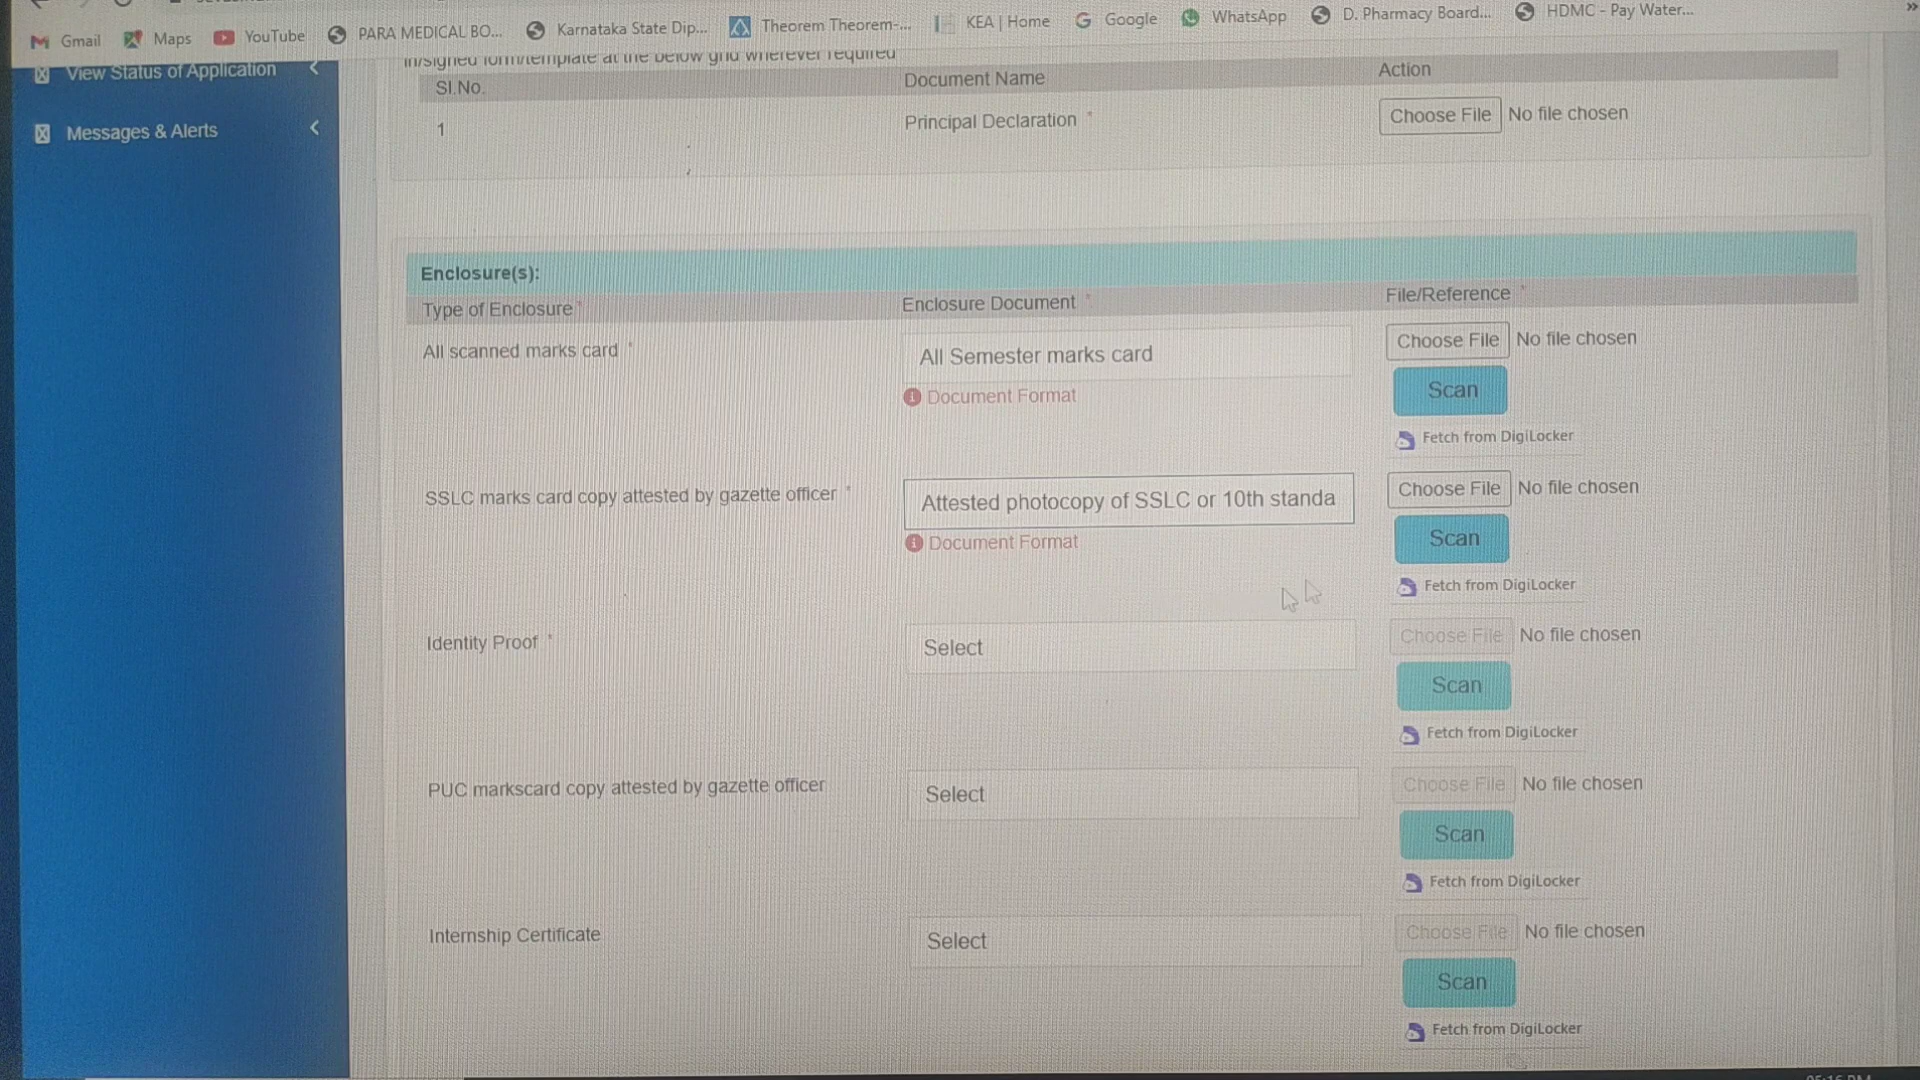 Gmail Maps YouTube PARA MEDICAL BO... Karnataka State Dip... Theorem Theorem-... KEA | Home Google WhatsApp D. Pharmacy Board... HDMC - Pay Water... »
View Status of Application
Messages & Alerts
in/signed form/template at the below grid wherever required
Sl.No. Document Name Action
1 Principal Declaration * Choose File No file chosen
Enclosure(s):
Type of Enclosure * Enclosure Document * File/Reference *
All scanned marks card * All Semester marks card Choose File No file chosen
Document Format Scan
Fetch from DigiLocker
SSLC marks card copy attested by gazette officer * Attested photocopy of SSLC or 10th standa Choose File No file chosen
Document Format Scan
Fetch from DigiLocker
Identity Proof * Select Choose File No file chosen
Scan
Fetch from DigiLocker
PUC markscard copy attested by gazette officer Select Choose File No file chosen
Scan
Fetch from DigiLocker
Internship Certificate Select Choose File No file chosen
Scan
Fetch from DigiLocker